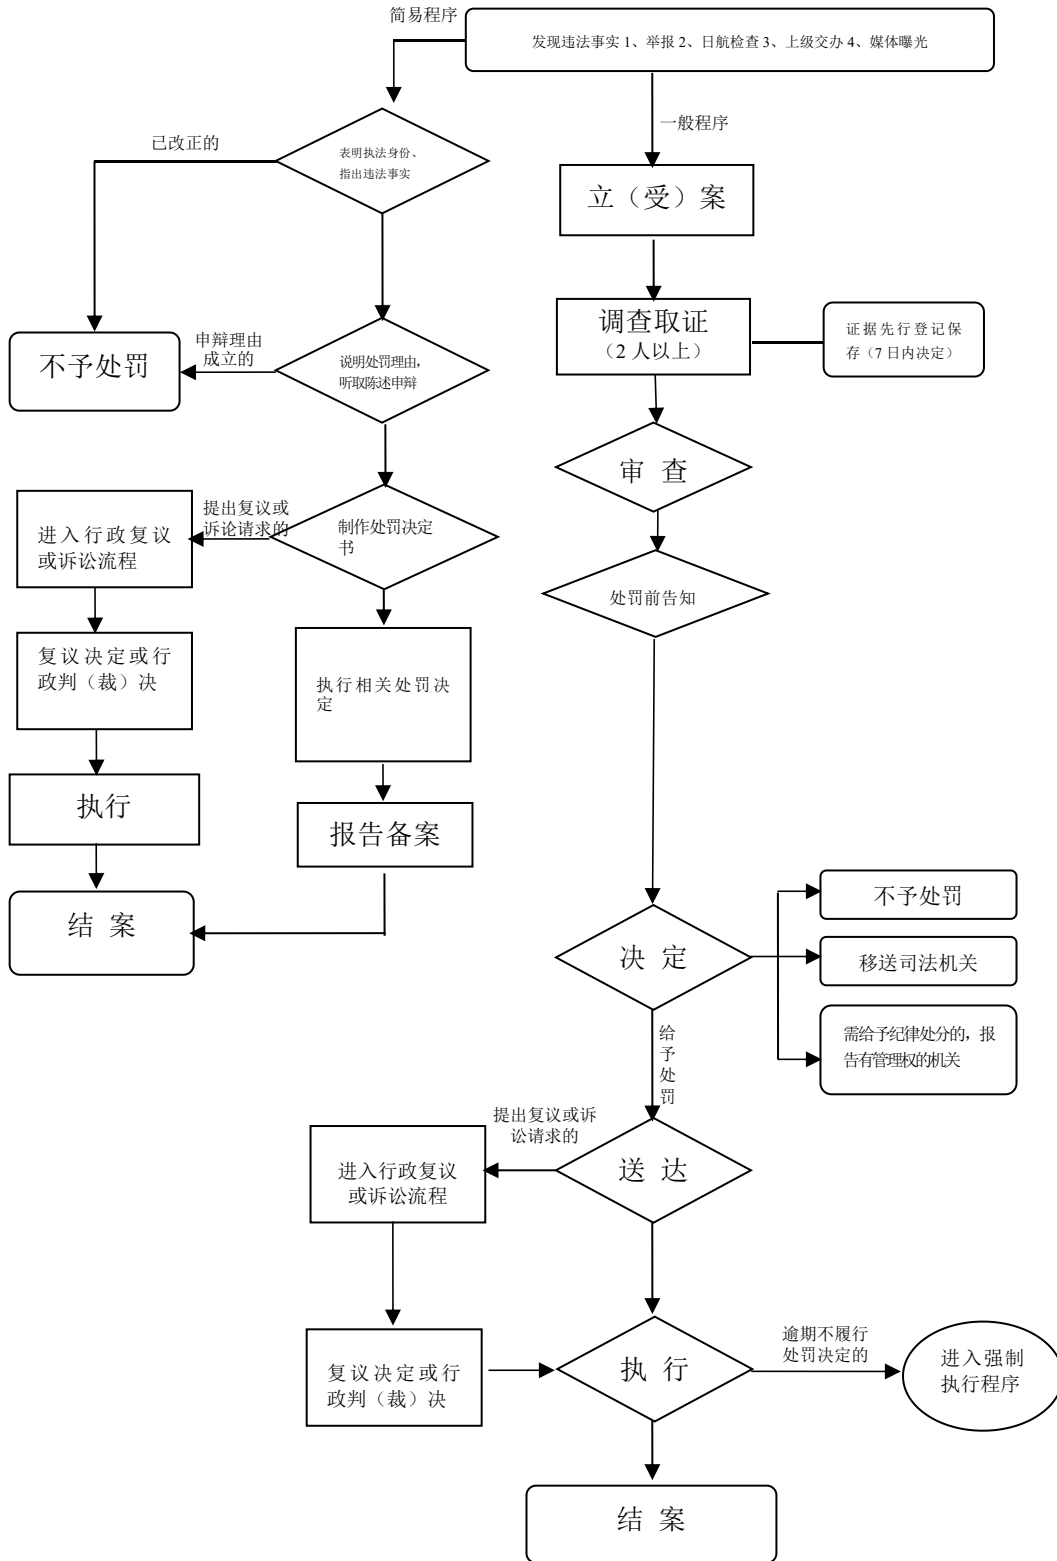 简易程序
发现违法事实 1、举报 2、日航检查 3、上级交办 4、媒体曝光
一般程序
已改正的
表明执法身份、
指出违法事实
立（受）案
调查取证
（2 人以上）
证据先行登记保
存（7 日内决定）
申辩理由
成立的
不予处罚
说明处罚理由，
听取陈述申辩
审 查
提出复议或
诉论请求的
进入行政复议
或诉讼流程
制作处罚决定
书
处罚前告知
复议决定或行
政判（裁）决
执行相关处罚决
定
执行
报告备案
结 案
决 定
不予处罚
移送司法机关
需给予纪律处分的，报
告有管理权的机关
给
予
处
罚
提出复议或诉
讼请求的
进入行政复议
或诉讼流程
送 达
复议决定或行
政判（裁）决
执 行
逾期不履行
处罚决定的
进入强制
执行程序
结 案